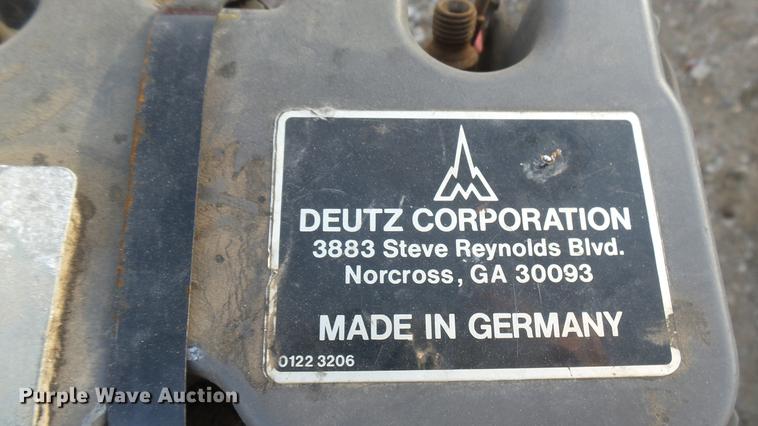 DEUTZ CORPORATION
3883 Steve Reynolds Blvd.
Norcross, GA 30093
MADE IN GERMANY
0122 3206
Purple Wave Auction